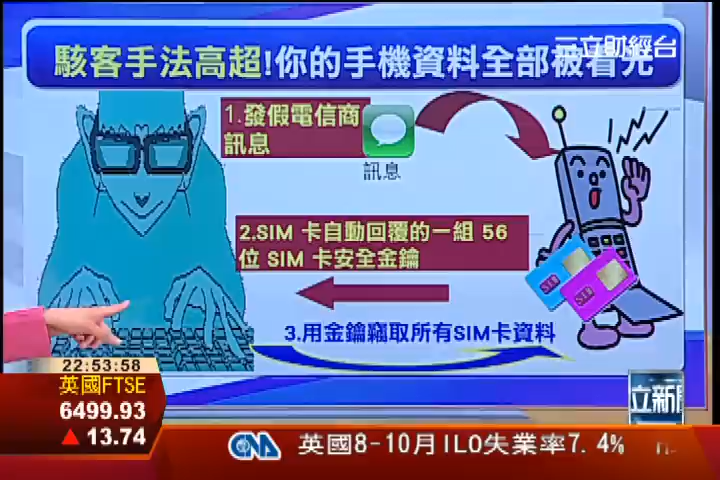 三立財經台
駭客手法高超!你的手機資料全部被看光
1.發假電信商
訊息
訊息
2.SIM 卡自動回覆的一組 56
位 SIM 卡安全金鑰
SIM
SIM
3.用金鑰竊取所有SIM卡資料
22:53:58
英國FTSE
6499.93
▲ 13.74
立新
CNA 英國8-10月ILO失業率7.4%